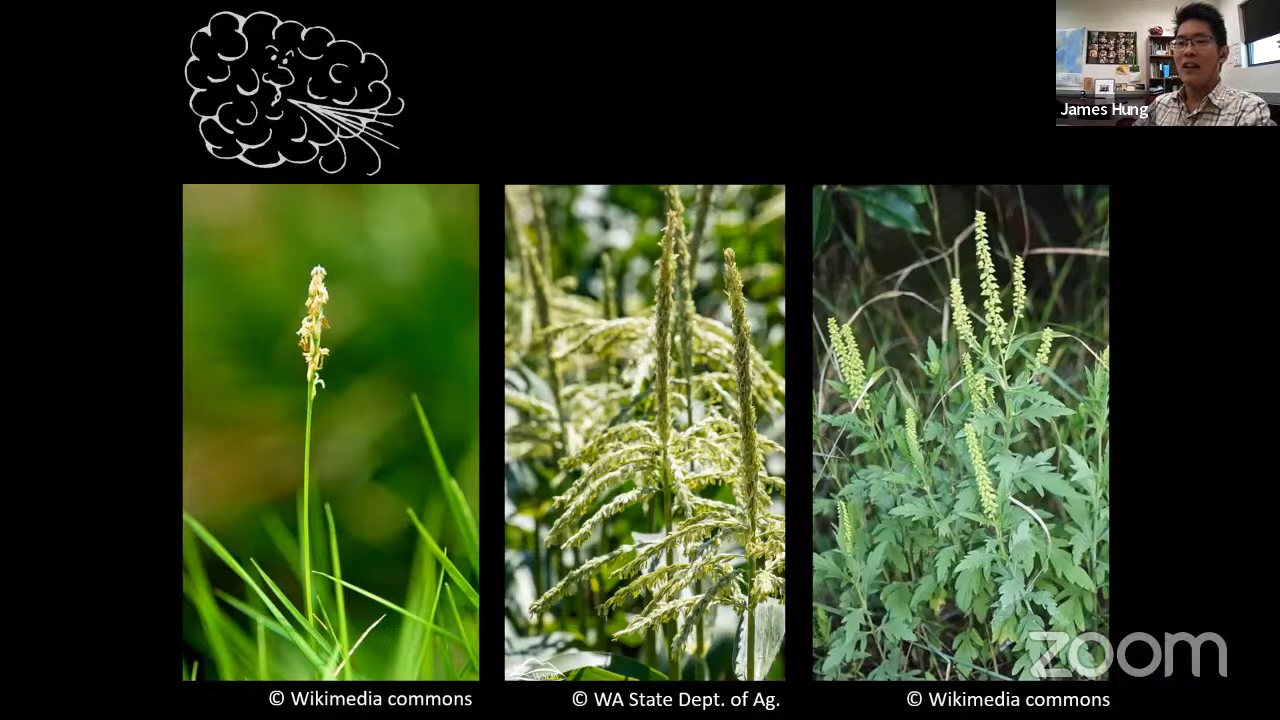 James Hung
© Wikimedia commons
© WA State Dept. of Ag.
© Wikimedia commons
zoom